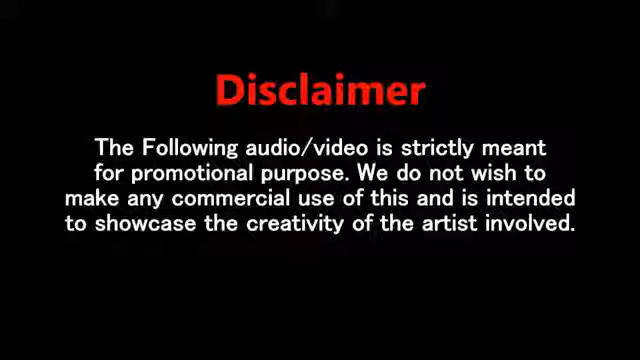 Disclaimer
The Following audio/video is strictly meant
for promotional purpose. We do not wish to
make any commercial use of this and is intended
to showcase the creativity of the artist involved.